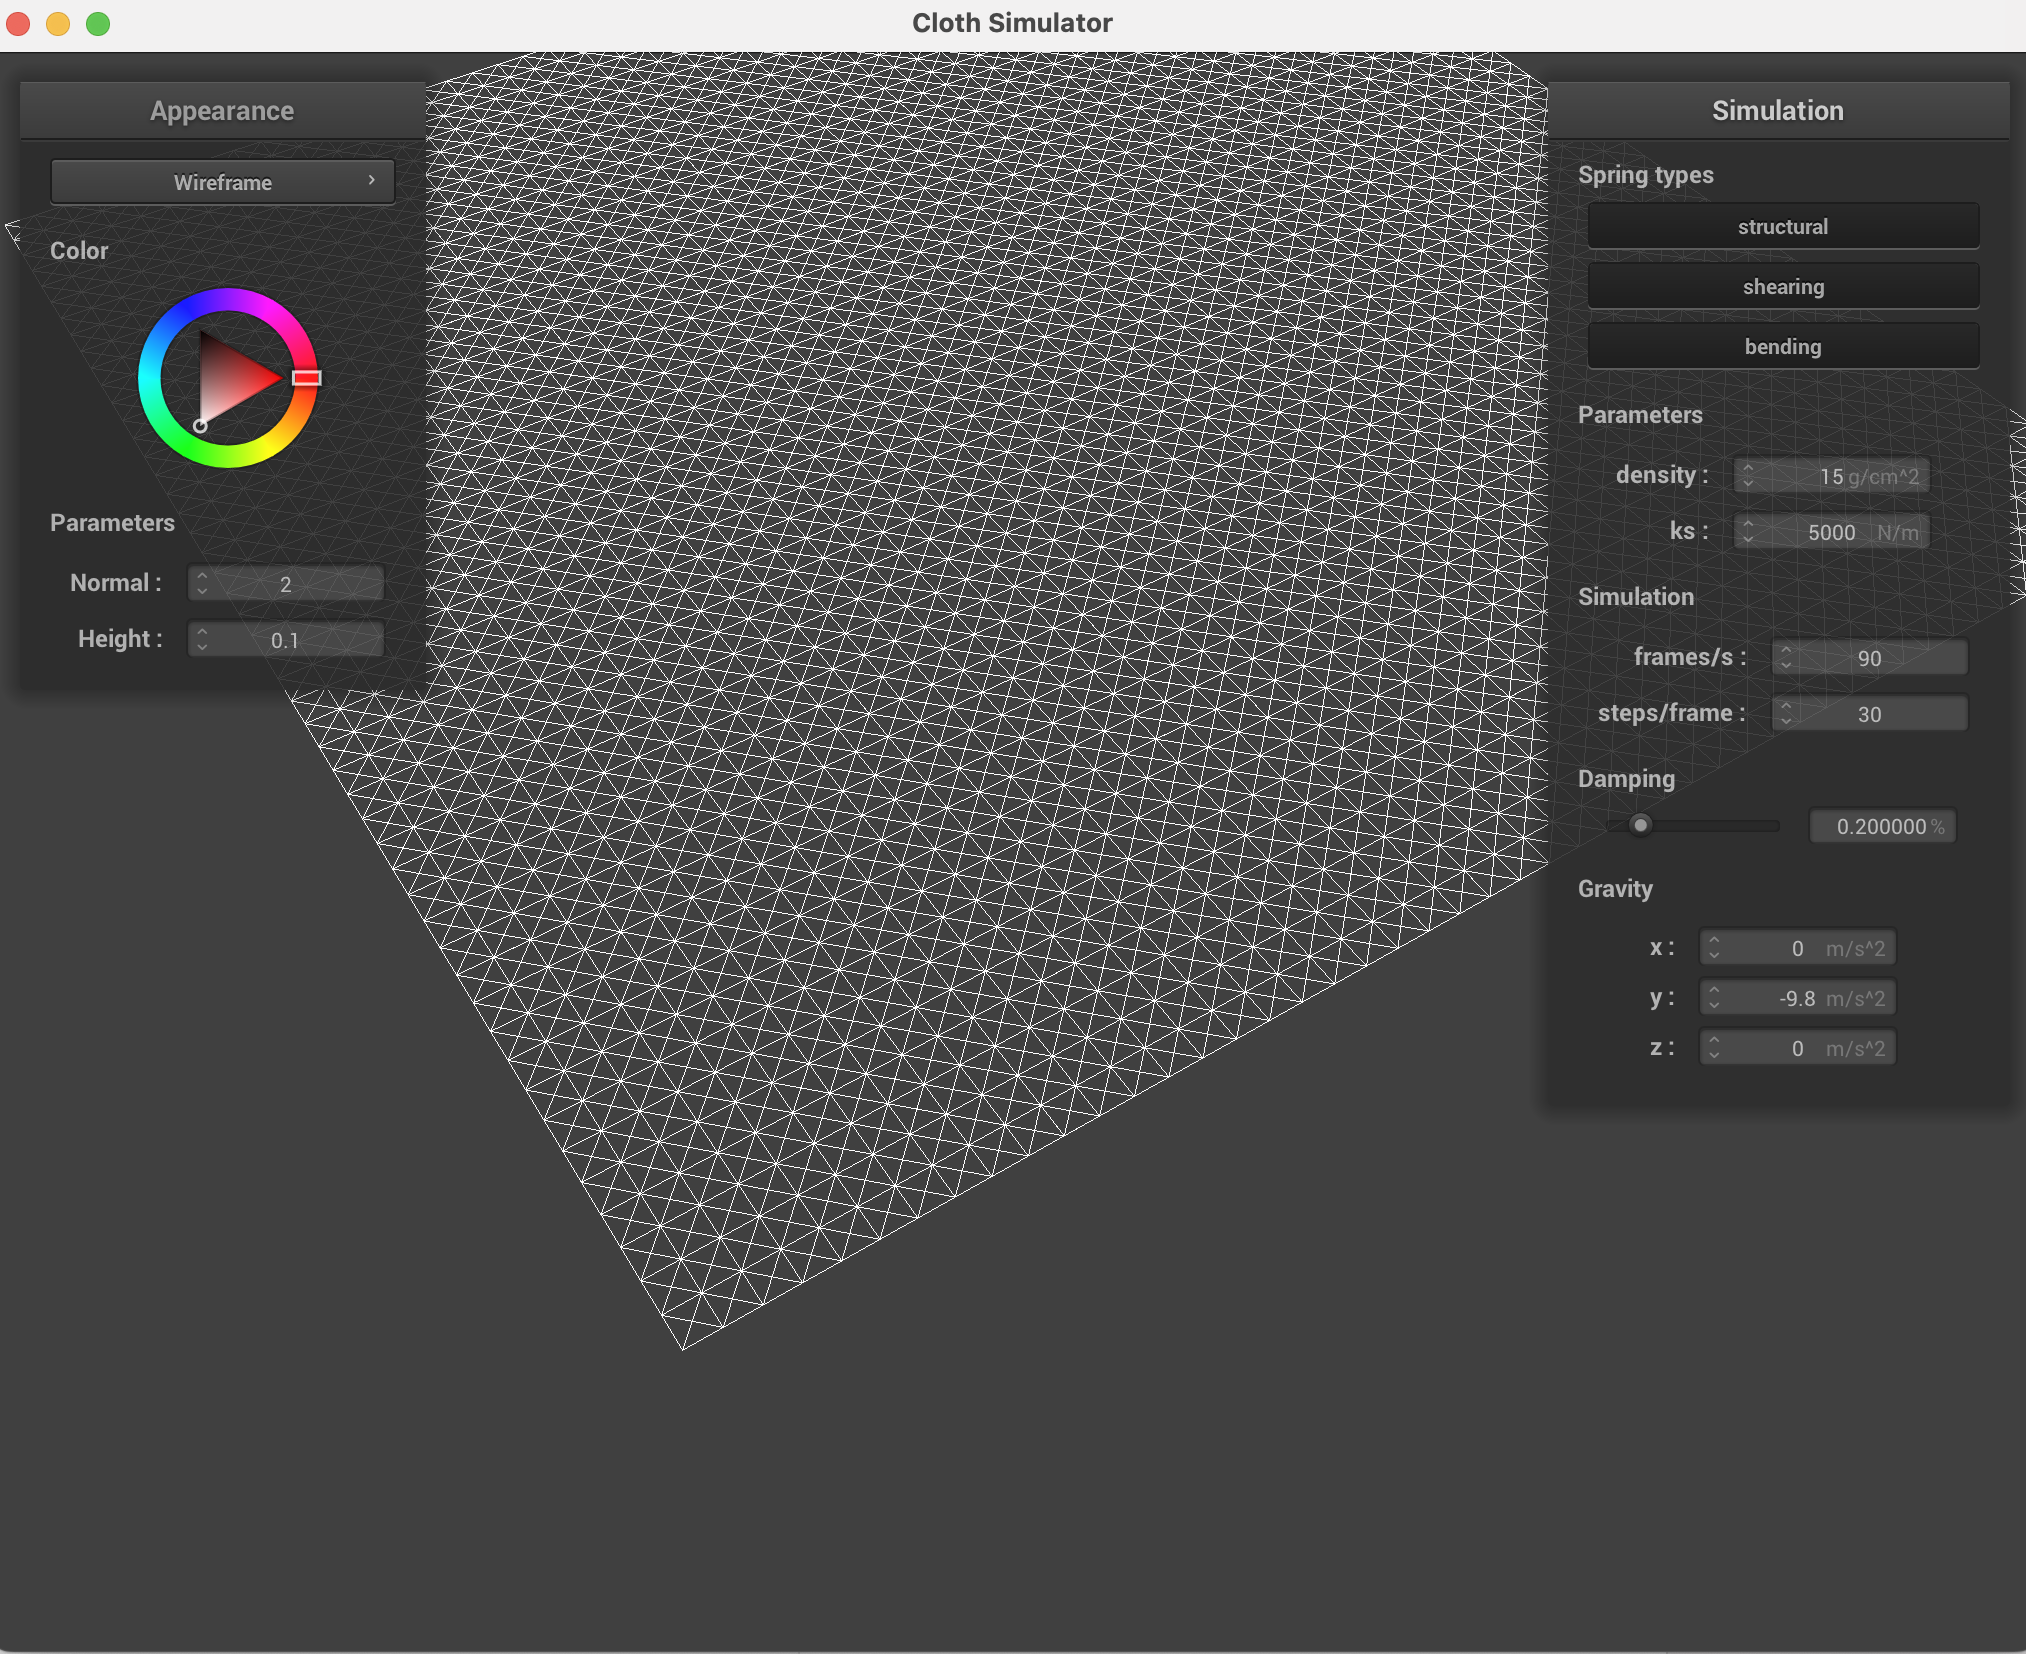 Cloth Simulator
Appearance
Wireframe
Color
Parameters
Normal : 2
Height : 0.1
Simulation
Spring types
structural
shearing
bending
Parameters
density : 15 g/cm^2
ks : 5000 N/m
Simulation
frames/s : 90
steps/frame : 30
Damping
0.200000 %
Gravity
x : 0 m/s^2
y : -9.8 m/s^2
z : 0 m/s^2